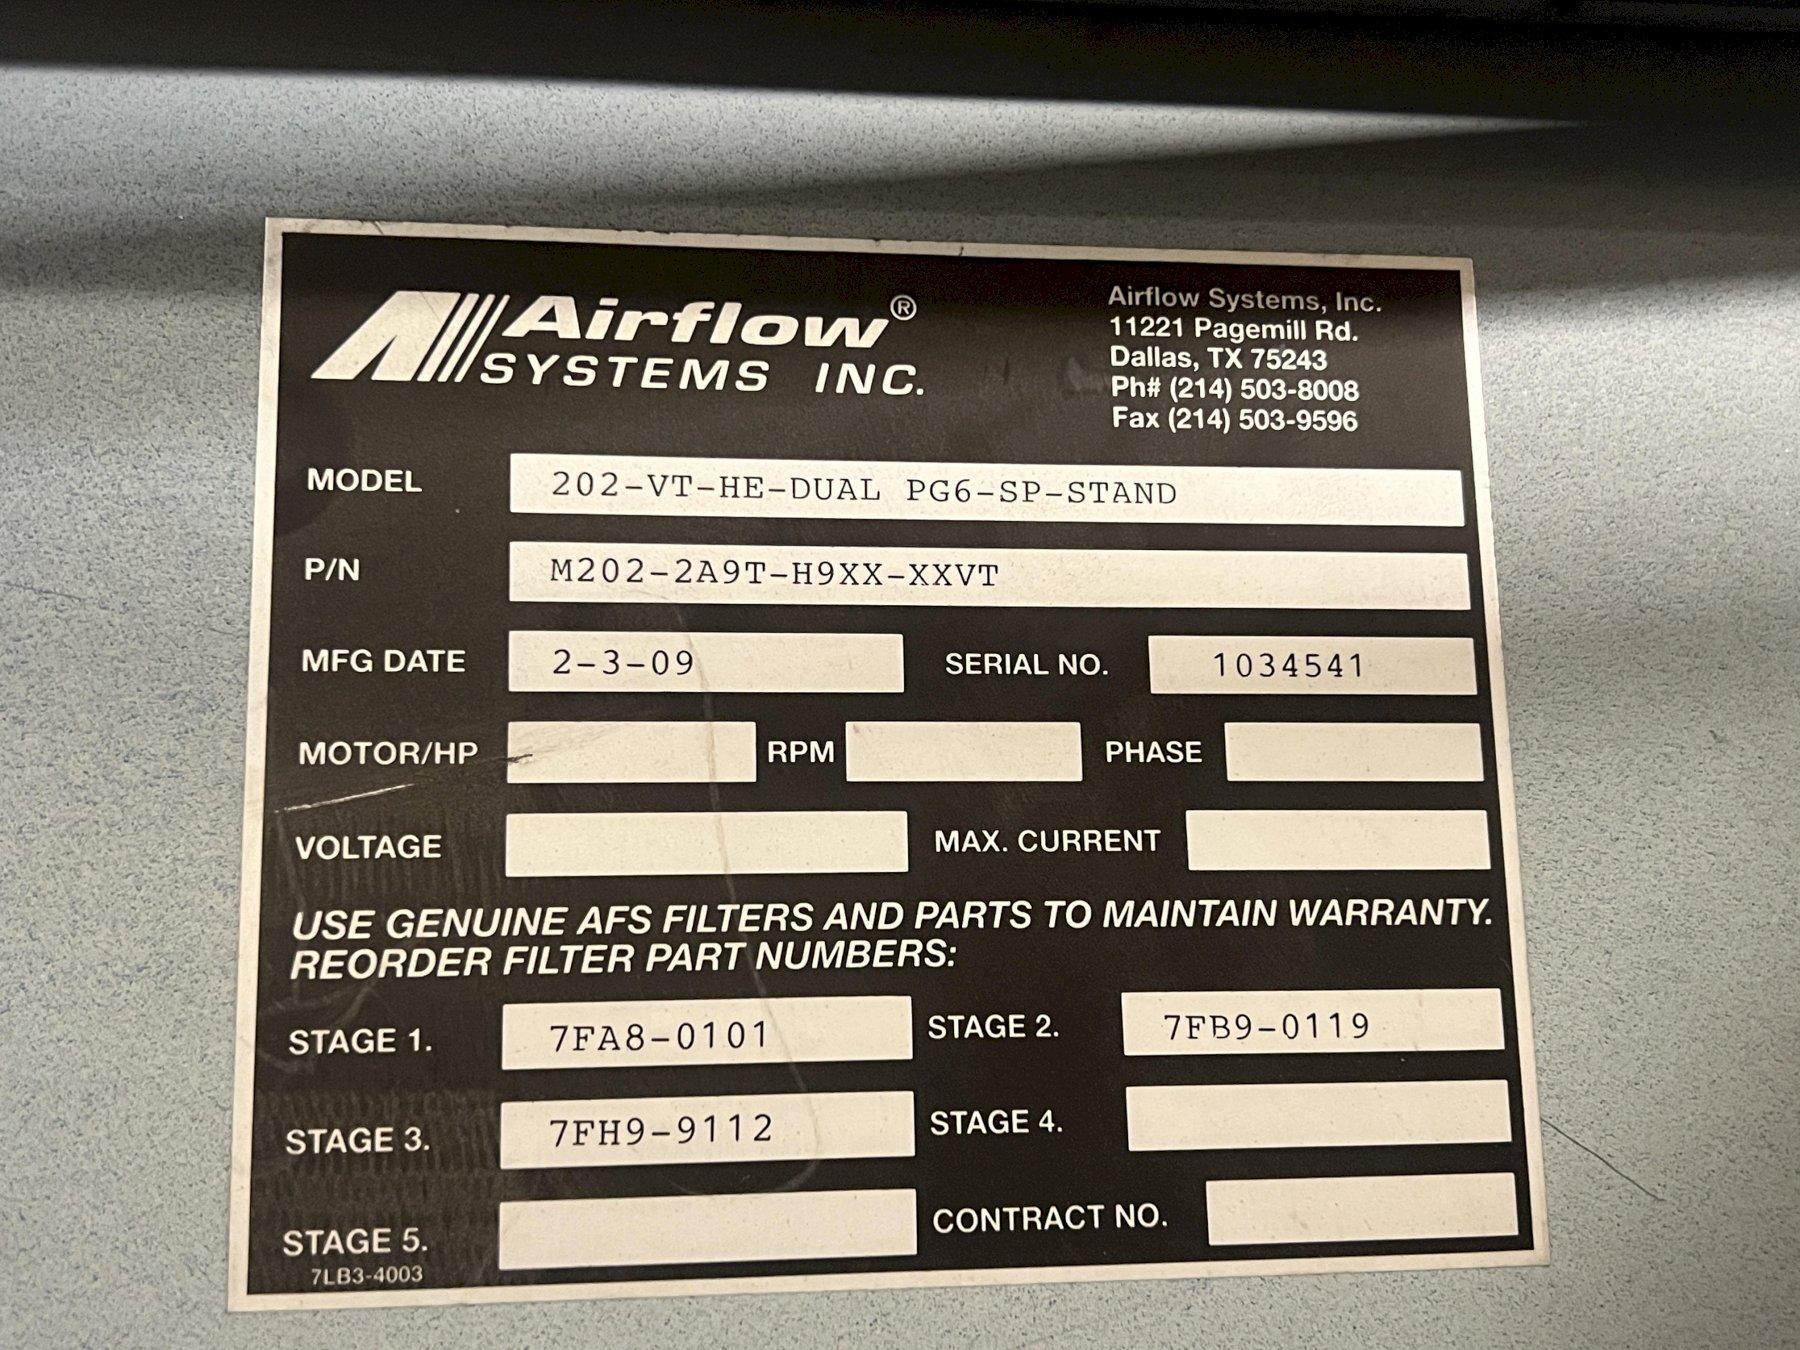 Airflow®
SYSTEMS INC.
Airflow Systems, Inc.
11221 Pagemill Rd.
Dallas, TX 75243
Ph# (214) 503-8008
Fax (214) 503-9596
MODEL 202-VT-HE-DUAL PG6-SP-STAND
P/N M202-2A9T-H9XX-XXVT
MFG DATE 2-3-09 SERIAL NO. 1034541
MOTOR/HP RPM PHASE
VOLTAGE MAX. CURRENT
USE GENUINE AFS FILTERS AND PARTS TO MAINTAIN WARRANTY.
REORDER FILTER PART NUMBERS:
STAGE 1. 7FA8-0101 STAGE 2. 7FB9-0119
STAGE 3. 7FH9-9112 STAGE 4.
STAGE 5. CONTRACT NO.
7LB3-4003